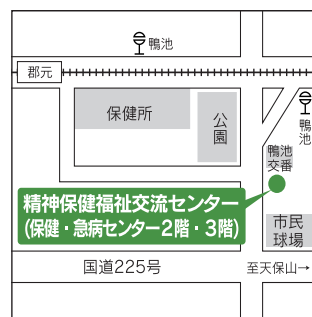 鴨池
郡元
保健所
公園
鴨池
鴨池
交番
精神保健福祉交流センター
(保健・急病センター2階・3階)
市民
球場
国道225号
至天保山→